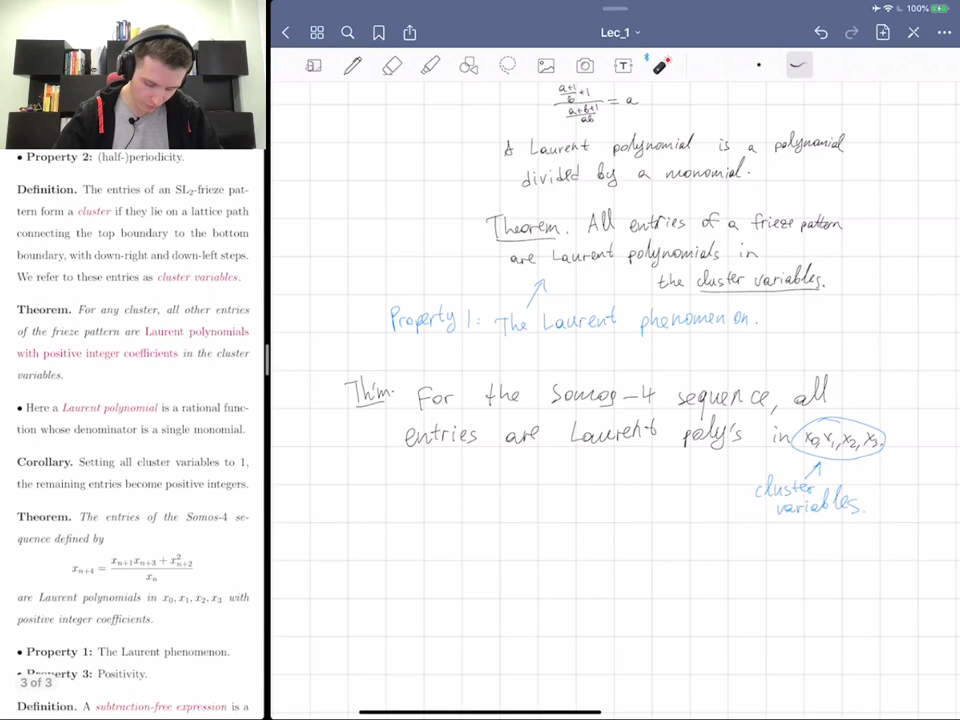 100%
Lec_1
• Property 2: (half-)periodicity.
Definition. The entries of an SL₂-frieze pat-
tern form a cluster if they lie on a lattice path
connecting the top boundary to the bottom
boundary, with down-right and down-left steps.
We refer to these entries as cluster variables.
Theorem. For any cluster, all other entries
of the frieze pattern are Laurent polynomials
with positive integer coefficients in the cluster
variables.
• Here a Laurent polynomial is a rational func-
tion whose denominator is a single monomial.
Corollary. Setting all cluster variables to 1,
the remaining entries become positive integers.
Theorem. The entries of the Somos-4 se-
quence defined by
xₙ₊₄ = (xₙ₊₁xₙ₊₃ + x²ₙ₊₂) / xₙ
are Laurent polynomials in x₀, x₁, x₂, x₃ with
positive integer coefficients.
• Property 1: The Laurent phenomenon.
• Property 3: Positivity.
3 of 3
Definition. A subtraction-free expression is a
((a+1)/b + 1) / ((a+b+1)/ab) = a
A Laurent polynomial is a polynomial
divided by a monomial.
Theorem. All entries of a frieze pattern
are Laurent polynomials in
the cluster variables.
Property 1: The Laurent phenomenon.
Th'm. For the Somos-4 sequence, all
entries are Laurent poly's in x₀, x₁, x₂, x₃.
cluster
variables.